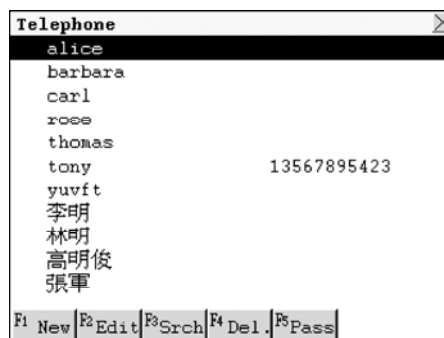 Telephone
alice
barbara
carl
rose
thomas
tony 13567895423
yuvft
李明
林明
高明俊
張軍
F1 New F2 Edit F3 Srch F4 Del. F5 Pass